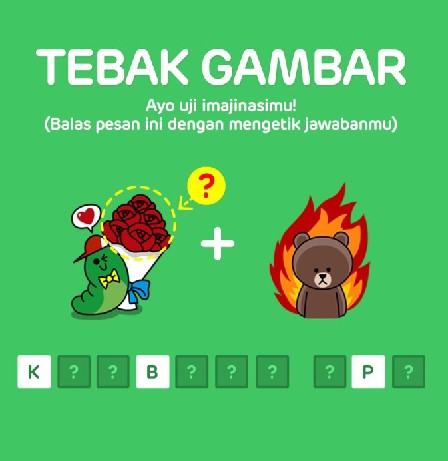 TEBAK GAMBAR
Ayo uji imajinasimu!
(Balas pesan ini dengan mengetik jawabanmu)
?
+
K ? ? B ? ? ? ? P ?